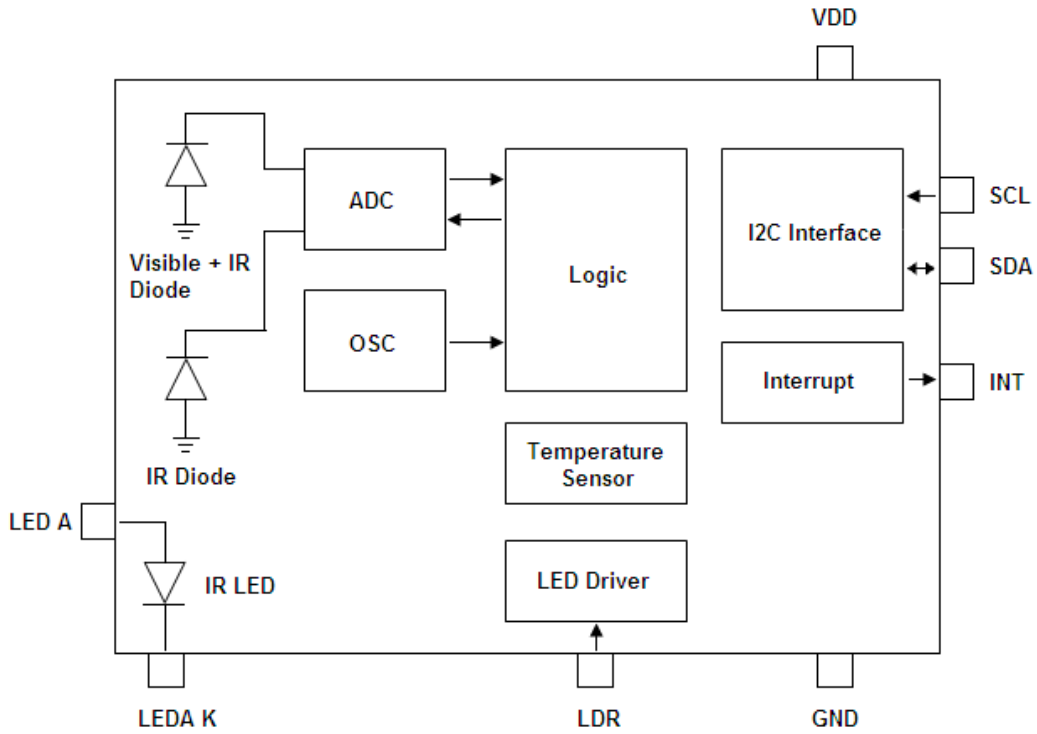 VDD
ADC
Logic
I2C Interface
SCL
SDA
Visible + IR
Diode
OSC
Interrupt
INT
IR Diode
Temperature
Sensor
LED A
IR LED
LED Driver
LEDA K
LDR
GND